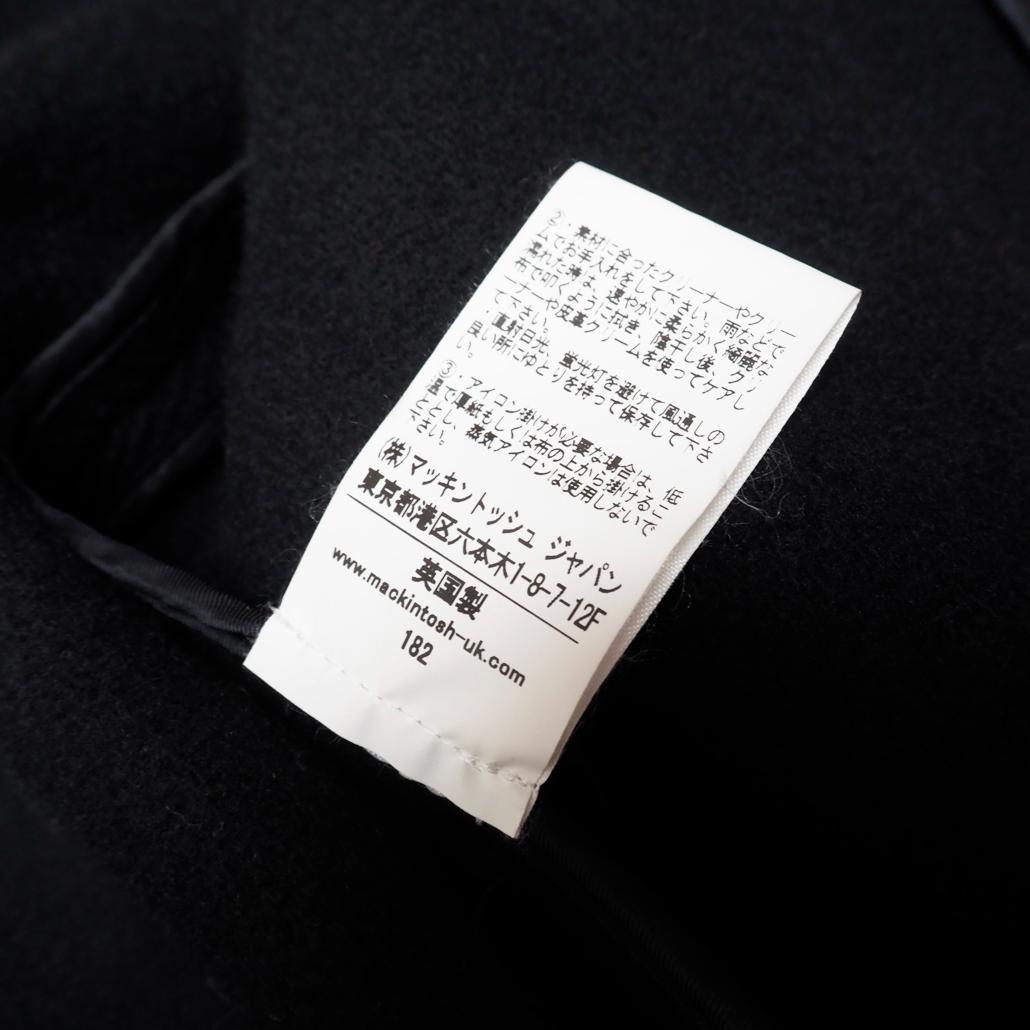 ②・素材に合ったクリーナーやクリー
ムでお手入れをして下さい。雨などで
濡れた時は、速やかに柔らかく綺麗な
布で叩くように拭き、陰干し後、クリ
ーナーや皮革クリームを使ってケアし
て下さい。
・直射日光、蛍光灯を避けて風通しの
良い所にゆとりを持って保存して下さ
い。
③・アイロン掛けが必要な場合は、低
温で厚紙もしくは布の上から掛けるこ
ととし、蒸気アイロンは使用しないで
下さい。
(株)マッキントッシュ ジャパン
東京都港区六本木1-8-7-12F
英国製
www.mackintosh-uk.com
182